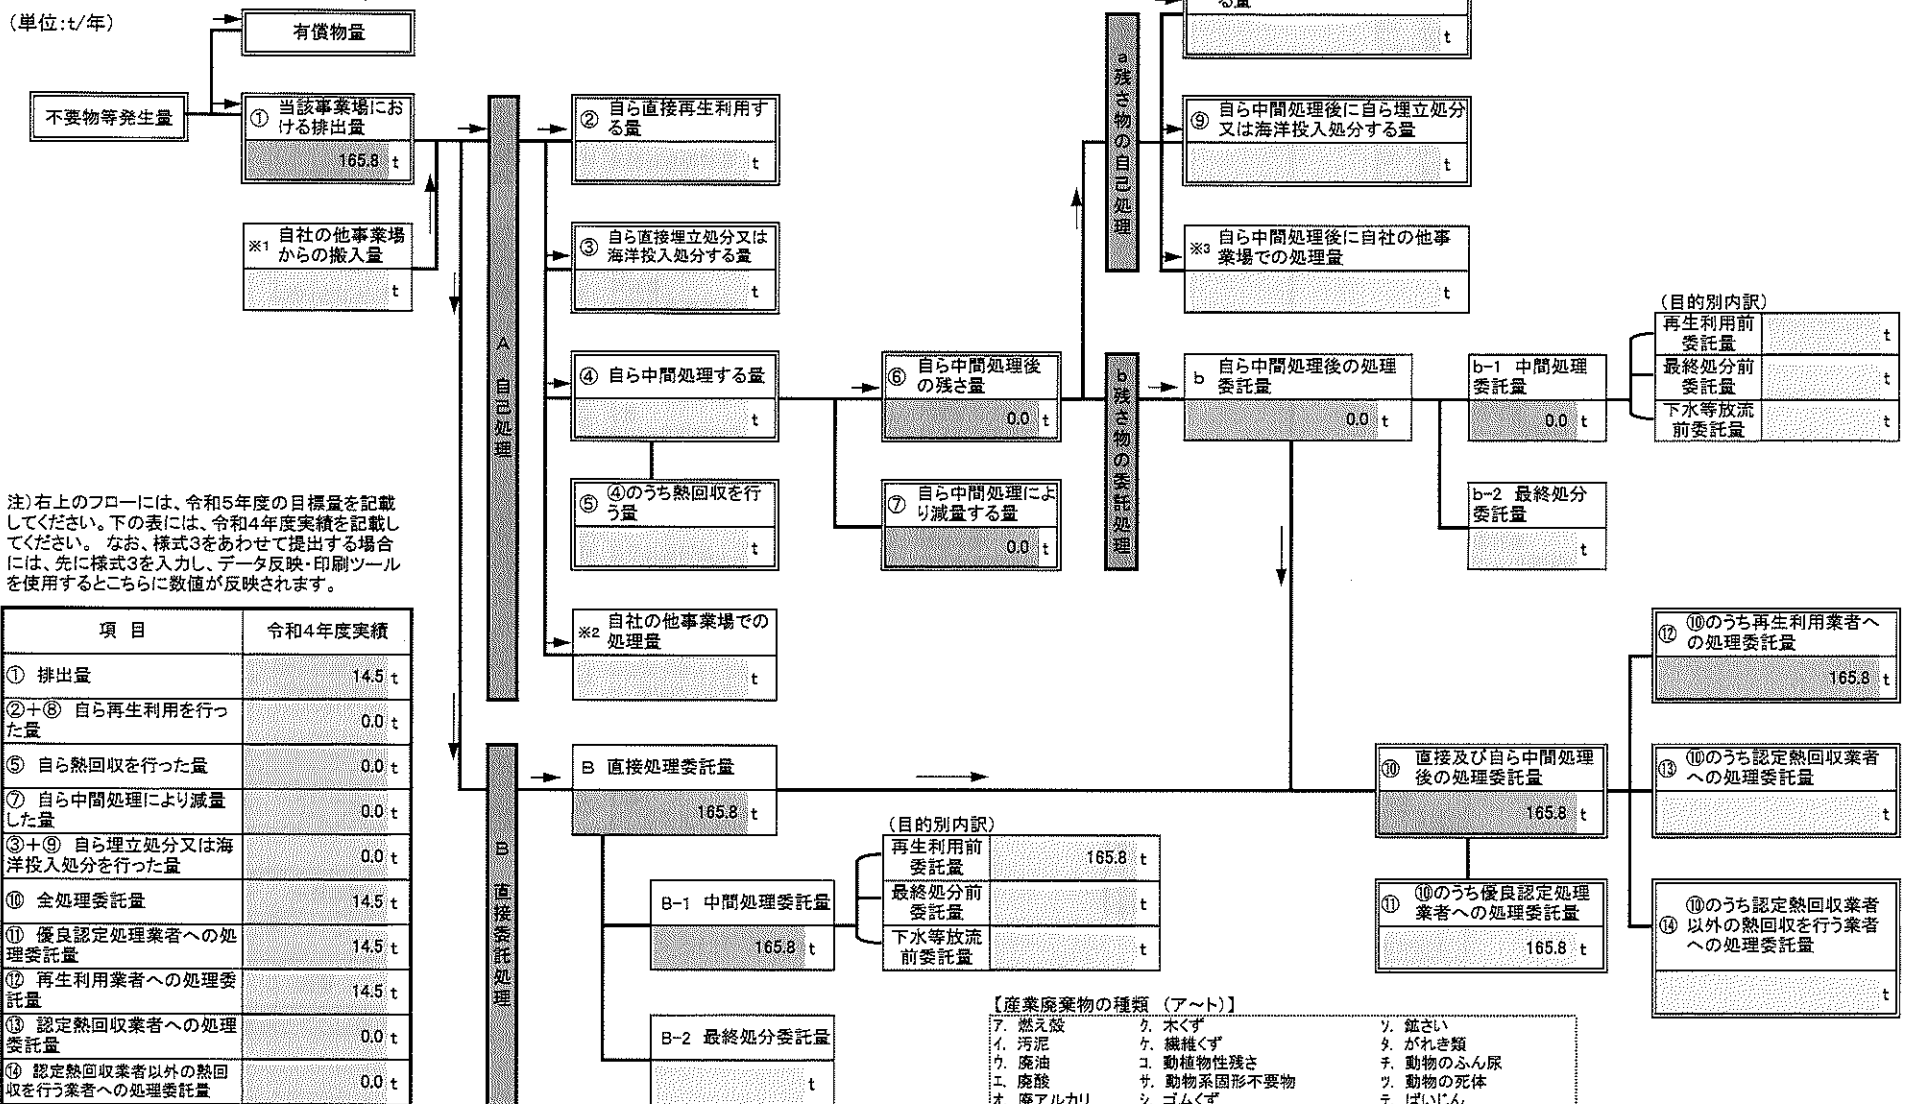 (単位:t/年)
有償物量
不要物等発生量
① 当該事業場にお
ける排出量
165.8 t
※1 自社の他事業場
からの搬入量
t
A 自己処理
② 自ら直接再生利用す
る量
t
③ 自ら直接埋立処分又は
海洋投入処分する量
t
④ 自ら中間処理する量
t
⑤ ④のうち熱回収を行
う量
t
※2 自社の他事業場での
処理量
t
⑥ 自ら中間処理後
の残さ量
0.0 t
⑦ 自ら中間処理によ
り減量する量
0.0 t
a 残さ物の自己処理
る量
t
⑨ 自ら中間処理後に自ら埋立処分
又は海洋投入処分する量
t
※3 自ら中間処理後に自社の他事
業場での処理量
t
b 残さ物の委託処理
b 自ら中間処理後の処理
委託量
0.0 t
b-1 中間処理
委託量
0.0 t
(目的別内訳)
再生利用前
委託量
t
最終処分前
委託量
t
下水等放流
前委託量
t
b-2 最終処分
委託量
t
注)右上のフローには、令和5年度の目標量を記載
してください。下の表には、令和4年度実績を記載し
てください。 なお、様式3をあわせて提出する場合
には、先に様式3を入力し、データ反映・印刷ツール
を使用するとこちらに数値が反映されます。
項 目 令和4年度実績
① 排出量 14.5 t
②+⑧ 自ら再生利用を行っ
た量 0.0 t
⑤ 自ら熱回収を行った量 0.0 t
⑦ 自ら中間処理により減量
した量 0.0 t
③+⑨ 自ら埋立処分又は海
洋投入処分を行った量 0.0 t
⑩ 全処理委託量 14.5 t
⑪ 優良認定処理業者への処
理委託量 14.5 t
⑫ 再生利用業者への処理委
託量 14.5 t
⑬ 認定熱回収業者への処理
委託量 0.0 t
⑭ 認定熱回収業者以外の熱回
収を行う業者への処理委託量 0.0 t
B 直接委託処理
B 直接処理委託量
165.8 t
B-1 中間処理委託量
165.8 t
(目的別内訳)
再生利用前
委託量
165.8 t
最終処分前
委託量
t
下水等放流
前委託量
t
B-2 最終処分委託量
t
⑩ 直接及び自ら中間処理
後の処理委託量
165.8 t
⑪ ⑩のうち優良認定処理
業者への処理委託量
165.8 t
⑫ ⑩のうち再生利用業者へ
の処理委託量
165.8 t
⑬ ⑩のうち認定熱回収業者
への処理委託量
t
⑭ ⑩のうち認定熱回収業者
以外の熱回収を行う業者
への処理委託量
t
【産業廃棄物の種類 (ア～ト)】
ア. 燃え殻 ク. 木くず ソ. 鉱さい
イ. 汚泥 ケ. 繊維くず タ. がれき類
ウ. 廃油 コ. 動植物性残さ チ. 動物のふん尿
エ. 廃酸 サ. 動物系固形不要物 ツ. 動物の死体
オ. 廃アルカリ シ. ゴムくず テ. ばいじん